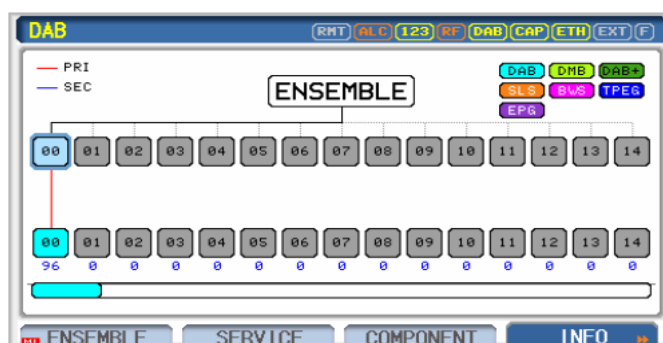 DAB RMT ALC 123 RF DAB CAP ETH EXT F
PRI
SEC
ENSEMBLE
DAB DMB DAB+
SLS BWS TPEG
EPG
00 01 02 03 04 05 06 07 08 09 10 11 12 13 14
00 01 02 03 04 05 06 07 08 09 10 11 12 13 14
96 0 0 0 0 0 0 0 0 0 0 0 0 0 0
ENSEMBLE SERVICE COMPONENT INFO